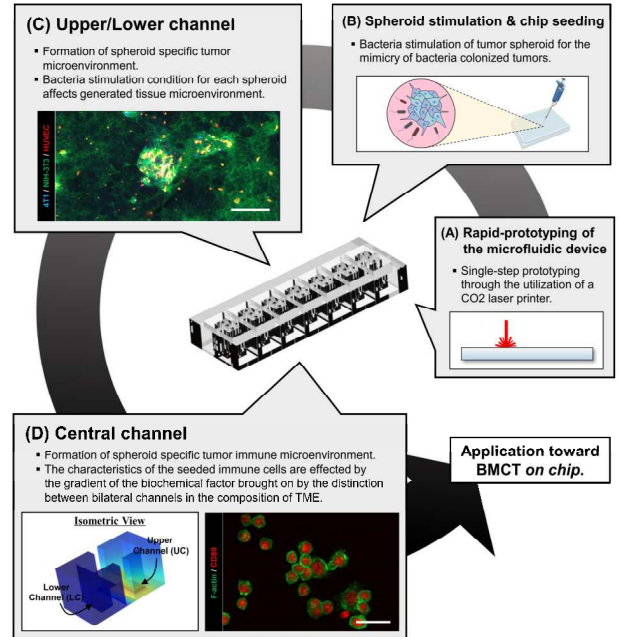 (C) Upper/Lower channel
▪ Formation of spheroid specific tumor
microenvironment.
▪ Bacteria stimulation condition for each spheroid
affects generated tissue microenvironment.
4T1 / NIH-3T3 / HUVEC
(B) Spheroid stimulation & chip seeding
▪ Bacteria stimulation of tumor spheroid for the
mimicry of bacteria colonized tumors.
(A) Rapid-prototyping of
the microfluidic device
▪ Single-step prototyping
through the utilization of a
CO2 laser printer.
(D) Central channel
▪ Formation of spheroid specific tumor immune microenvironment.
▪ The characteristics of the seeded immune cells are effected by
the gradient of the biochemical factor brought on by the distinction
between bilateral channels in the composition of TME.
Isometric View
Upper
Channel (UC)
Lower
Channel (LC)
F-actin / CD86
Application toward
BMCT on chip.